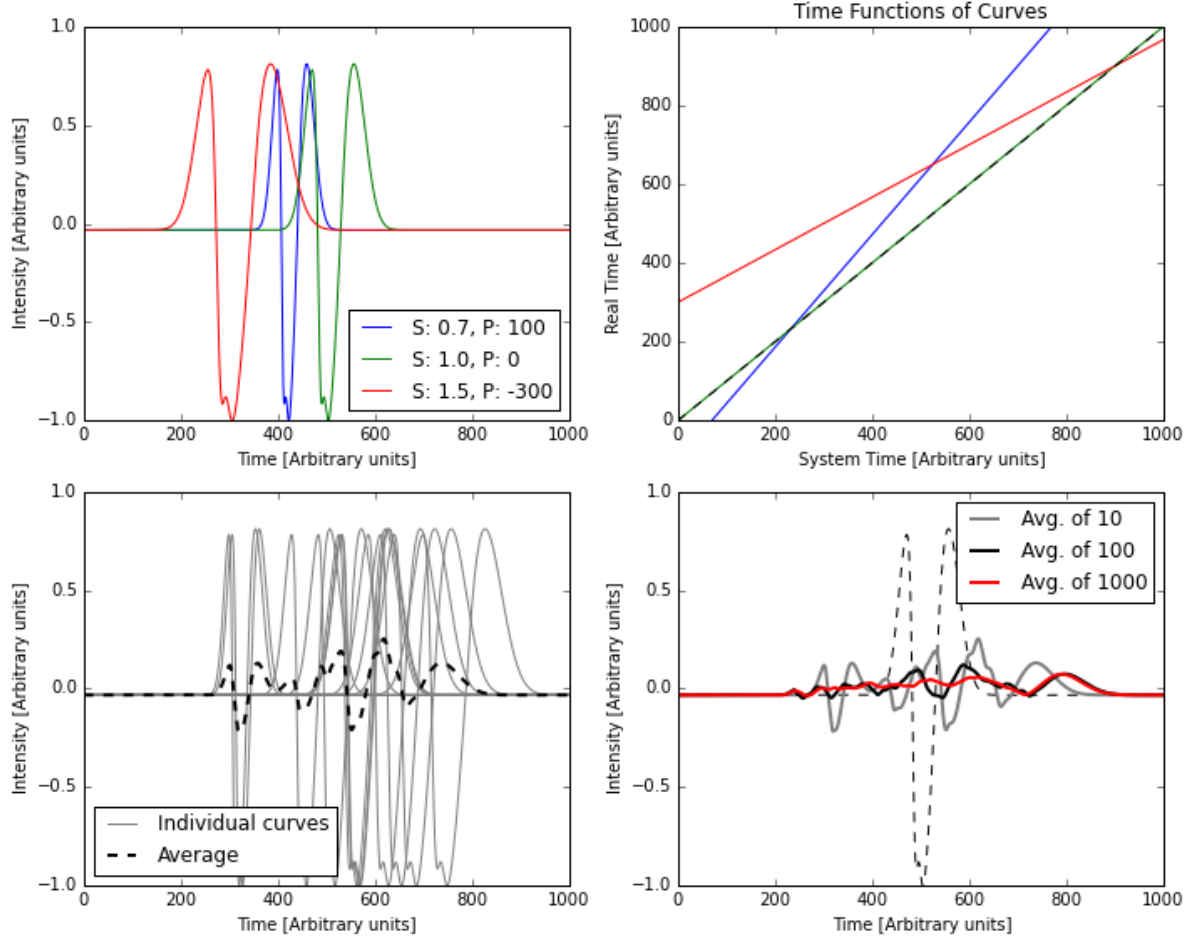 Time Functions of Curves
1.0
0.5
0.0
−0.5
−1.0
Intensity [Arbitrary units]
S: 0.7, P: 100
S: 1.0, P: 0
S: 1.5, P: -300
0 200 400 600 800 1000
Time [Arbitrary units]
1000
800
600
400
200
0
Real Time [Arbitrary units]
0 200 400 600 800 1000
System Time [Arbitrary units]
1.0
0.5
0.0
−0.5
−1.0
Intensity [Arbitrary units]
Individual curves
Average
0 200 400 600 800 1000
Time [Arbitrary units]
1.0
0.5
0.0
−0.5
−1.0
Intensity [Arbitrary units]
Avg. of 10
Avg. of 100
Avg. of 1000
0 200 400 600 800 1000
Time [Arbitrary units]